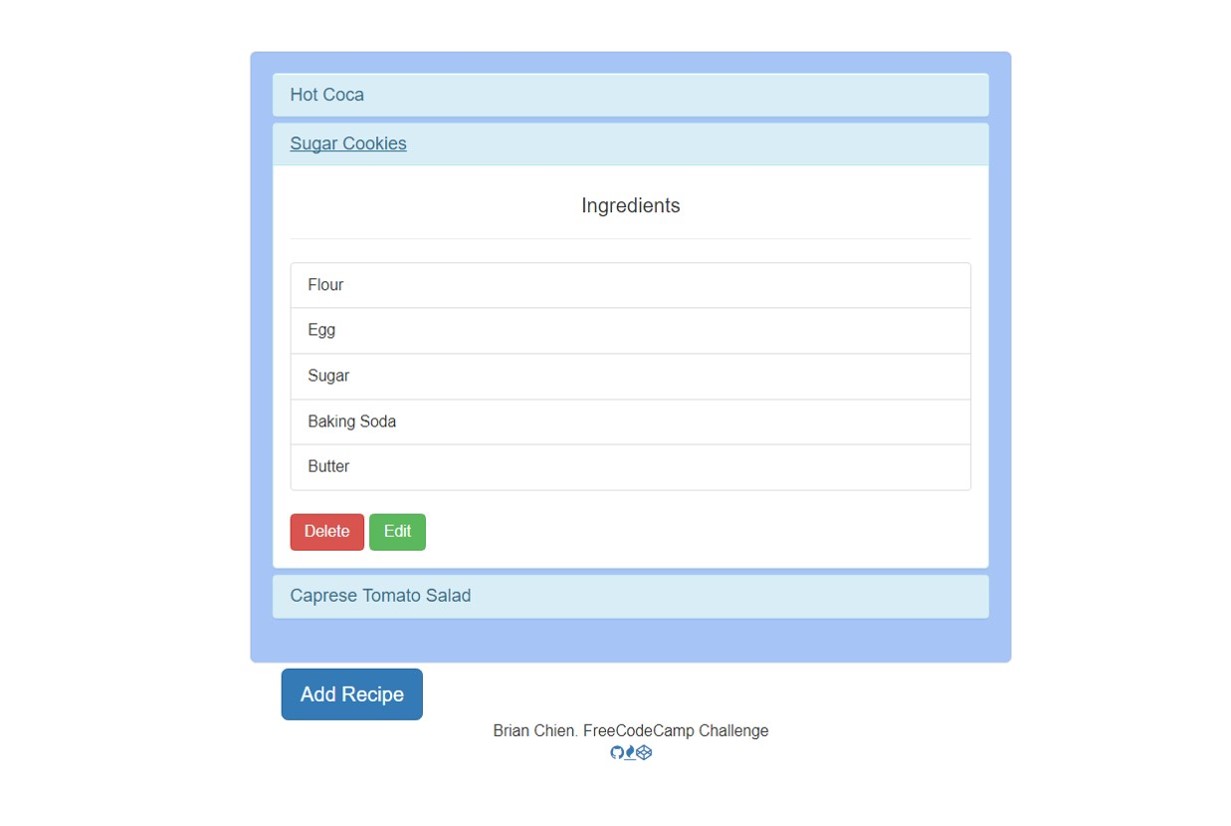 Hot Coca
Sugar Cookies
Ingredients
Flour
Egg
Sugar
Baking Soda
Butter
Delete Edit
Caprese Tomato Salad
Add Recipe
Brian Chien. FreeCodeCamp Challenge